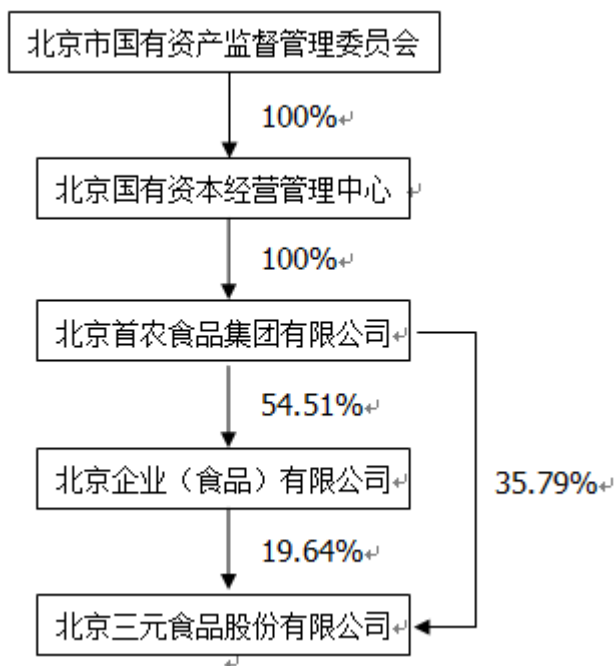 北京市国有资产监督管理委员会
100%↵
北京国有资本经营管理中心↵
100%↵
北京首农食品集团有限公司↵
54.51%↵
北京企业（食品）有限公司↵
35.79%↵
19.64%↵
北京三元食品股份有限公司↵
↵